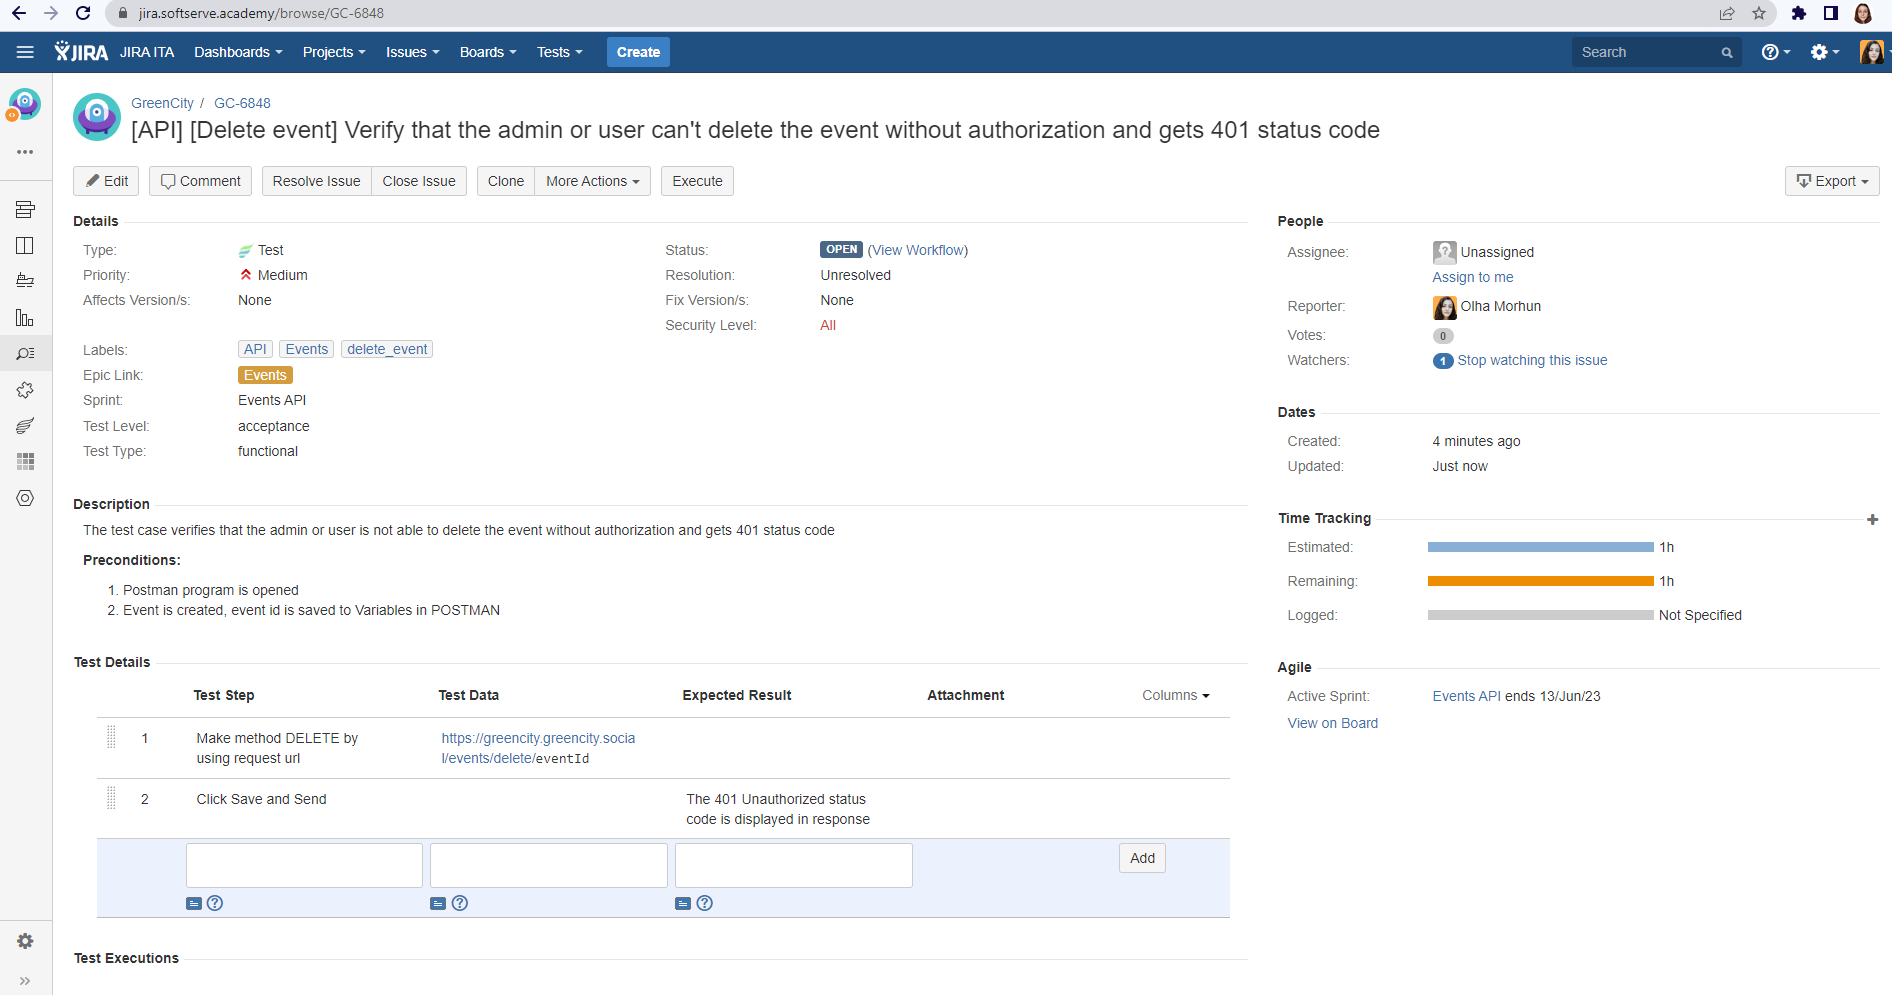 jira.softserve.academy/browse/GC-6848
JIRA JIRA ITA Dashboards Projects Issues Boards Tests Create Search
GreenCity / GC-6848
[API] [Delete event] Verify that the admin or user can't delete the event without authorization and gets 401 status code
Edit Comment Resolve Issue Close Issue Clone More Actions Execute Export
Details
Type: Test
Priority: Medium
Affects Version/s: None
Status: OPEN (View Workflow)
Resolution: Unresolved
Fix Version/s: None
Security Level: All
Labels: API Events delete_event
Epic Link: Events
Sprint: Events API
Test Level: acceptance
Test Type: functional
Description
The test case verifies that the admin or user is not able to delete the event without authorization and gets 401 status code
Preconditions:
1. Postman program is opened
2. Event is created, event id is saved to Variables in POSTMAN
Test Details
Test Step Test Data Expected Result Attachment Columns
1 Make method DELETE by
using request url
https://greencity.greencity.socia
l/events/delete/eventId
2 Click Save and Send
The 401 Unauthorized status
code is displayed in response
Add
Test Executions
People
Assignee: Unassigned
Assign to me
Reporter: Olha Morhun
Votes: 0
Watchers: 1 Stop watching this issue
Dates
Created: 4 minutes ago
Updated: Just now
Time Tracking
Estimated: 1h
Remaining: 1h
Logged: Not Specified
Agile
Active Sprint: Events API ends 13/Jun/23
View on Board